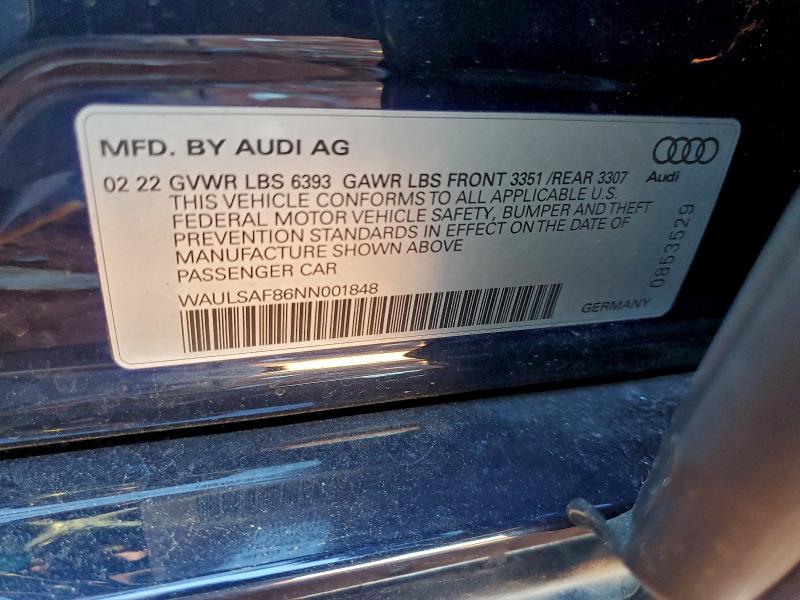 MFD. BY AUDI AG
Audi
02 22 GVWR LBS 6393 GAWR LBS FRONT 3351 /REAR 3307
THIS VEHICLE CONFORMS TO ALL APPLICABLE U.S.
FEDERAL MOTOR VEHICLE SAFETY, BUMPER AND THEFT
PREVENTION STANDARDS IN EFFECT ON THE DATE OF
MANUFACTURE SHOWN ABOVE
PASSENGER CAR
WAULSAF86NN001848
GERMANY
0853529